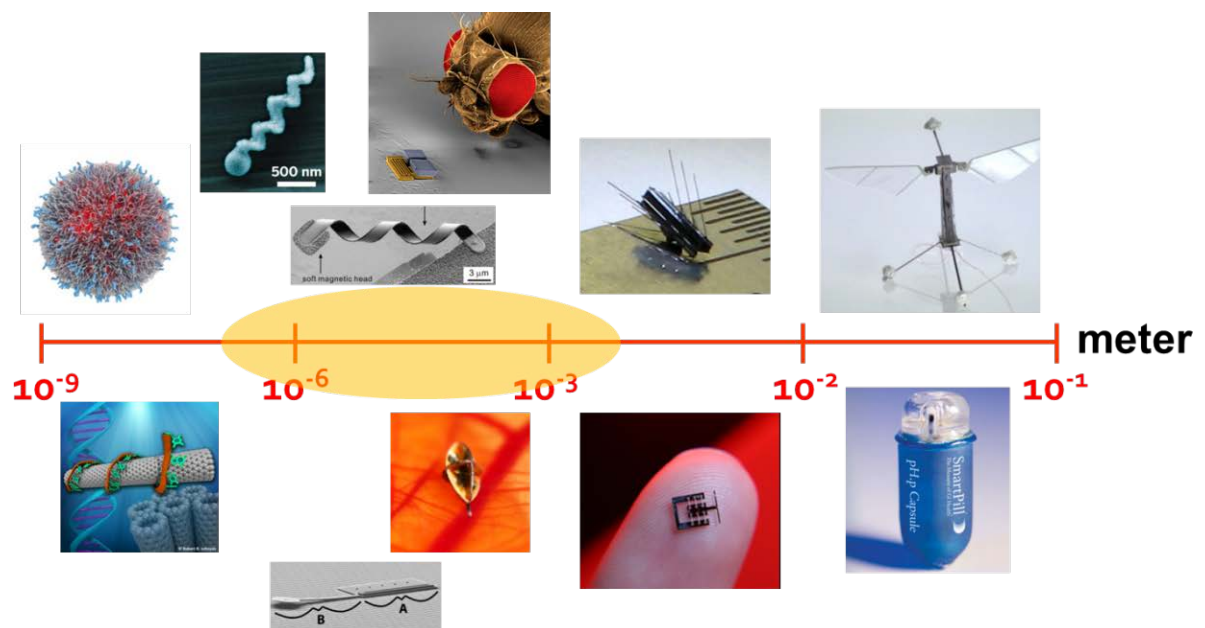 500 nm
soft magnetic head
3 µm
meter
10⁻⁹
10⁻⁶
10⁻³
10⁻²
10⁻¹
SmartPill
pH.p Capsule
B
A